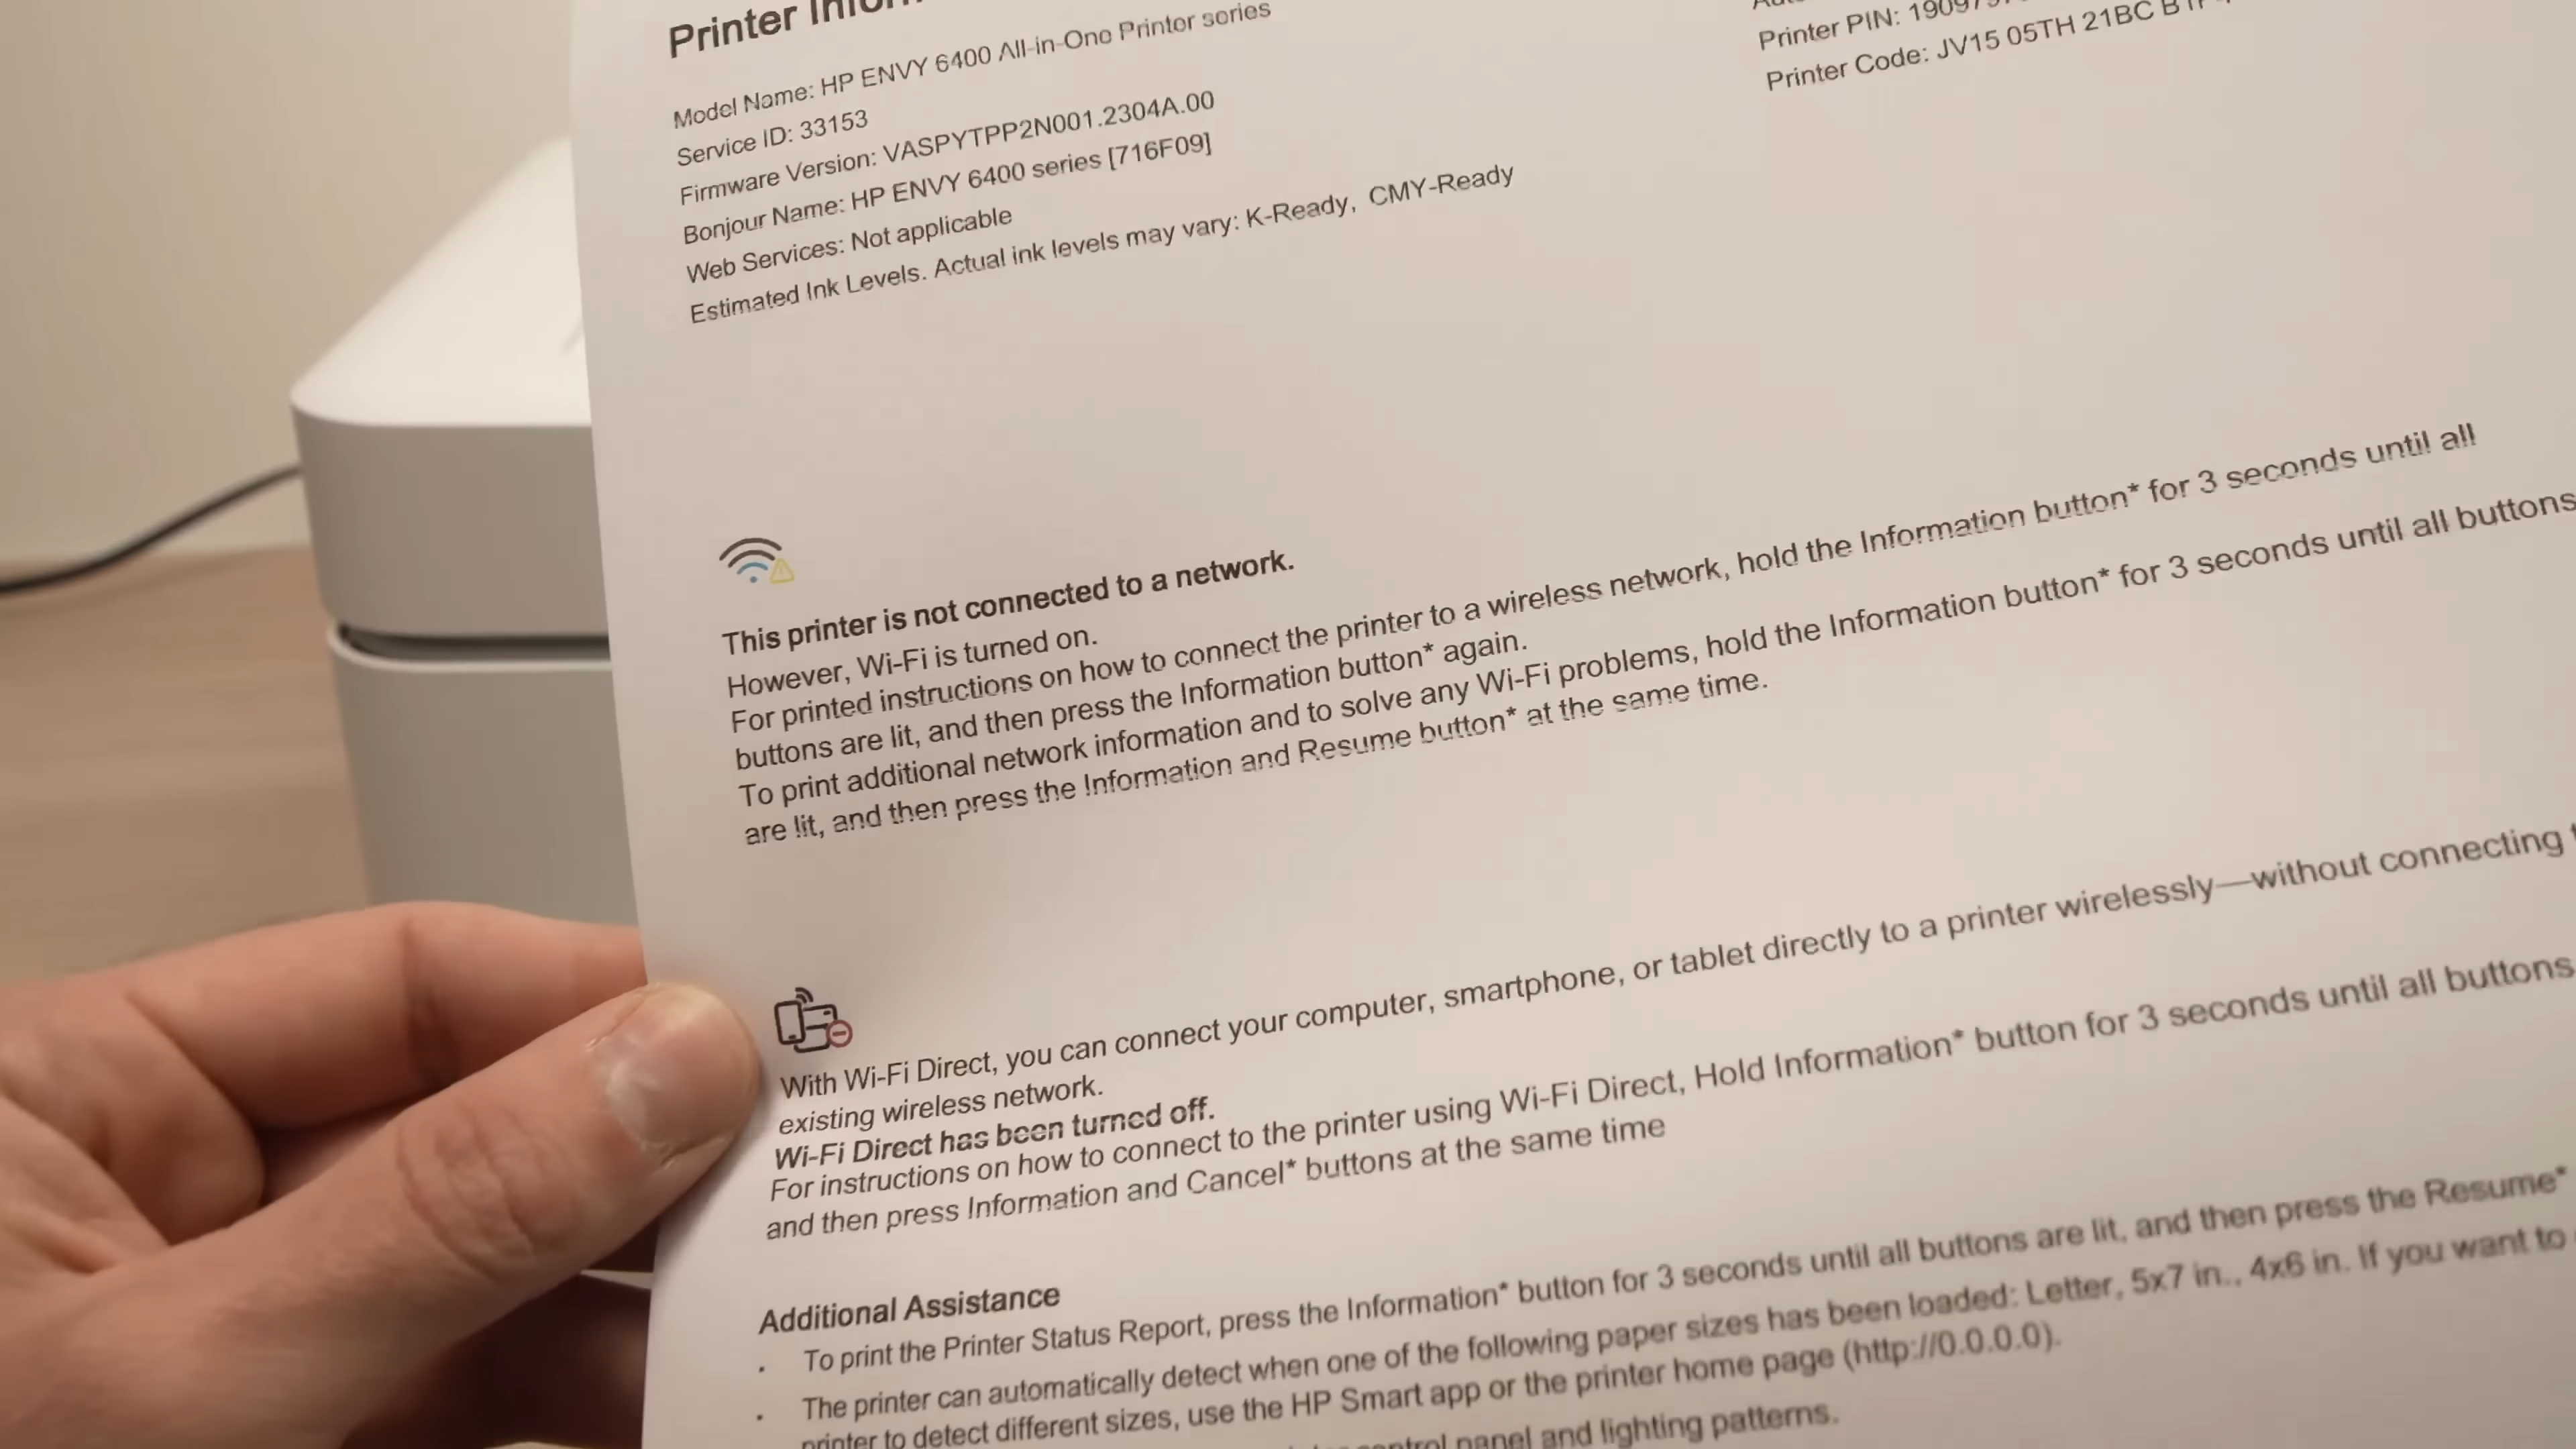 Printer
Model Name: HP ENVY 6400 All-in-One Printer series
Service ID: 33153
Firmware Version: VASPYTPP2N001.2304A.00
Bonjour Name: HP ENVY 6400 series [716F09]
Web Services: Not applicable
Estimated Ink Levels. Actual ink levels may vary: K-Ready, CMY-Ready
Printer PIN:
Printer Code: JV15 05TH 21BC
This printer is not connected to a network.
However, Wi-Fi is turned on.
For printed instructions on how to connect the printer to a wireless network, hold the Information button* for 3 seconds until all
buttons are lit, and then press the Information button* again.
To print additional network information and to solve any Wi-Fi problems, hold the Information button* for 3 seconds until all buttons
are lit, and then press the Information and Resume button* at the same time.
With Wi-Fi Direct, you can connect your computer, smartphone, or tablet directly to a printer wirelessly—without connecting
existing wireless network.
Wi-Fi Direct has been turned off.
For instructions on how to connect to the printer using Wi-Fi Direct, Hold Information* button for 3 seconds until all buttons
and then press Information and Cancel* buttons at the same time
Additional Assistance
· To print the Printer Status Report, press the Information* button for 3 seconds until all buttons are lit, and then press the Resume*
· The printer can automatically detect when one of the following paper sizes has been loaded: Letter, 5x7 in., 4x6 in. If you want to
printer to detect different sizes, use the HP Smart app or the printer home page (http://0.0.0.0).
control panel and lighting patterns.